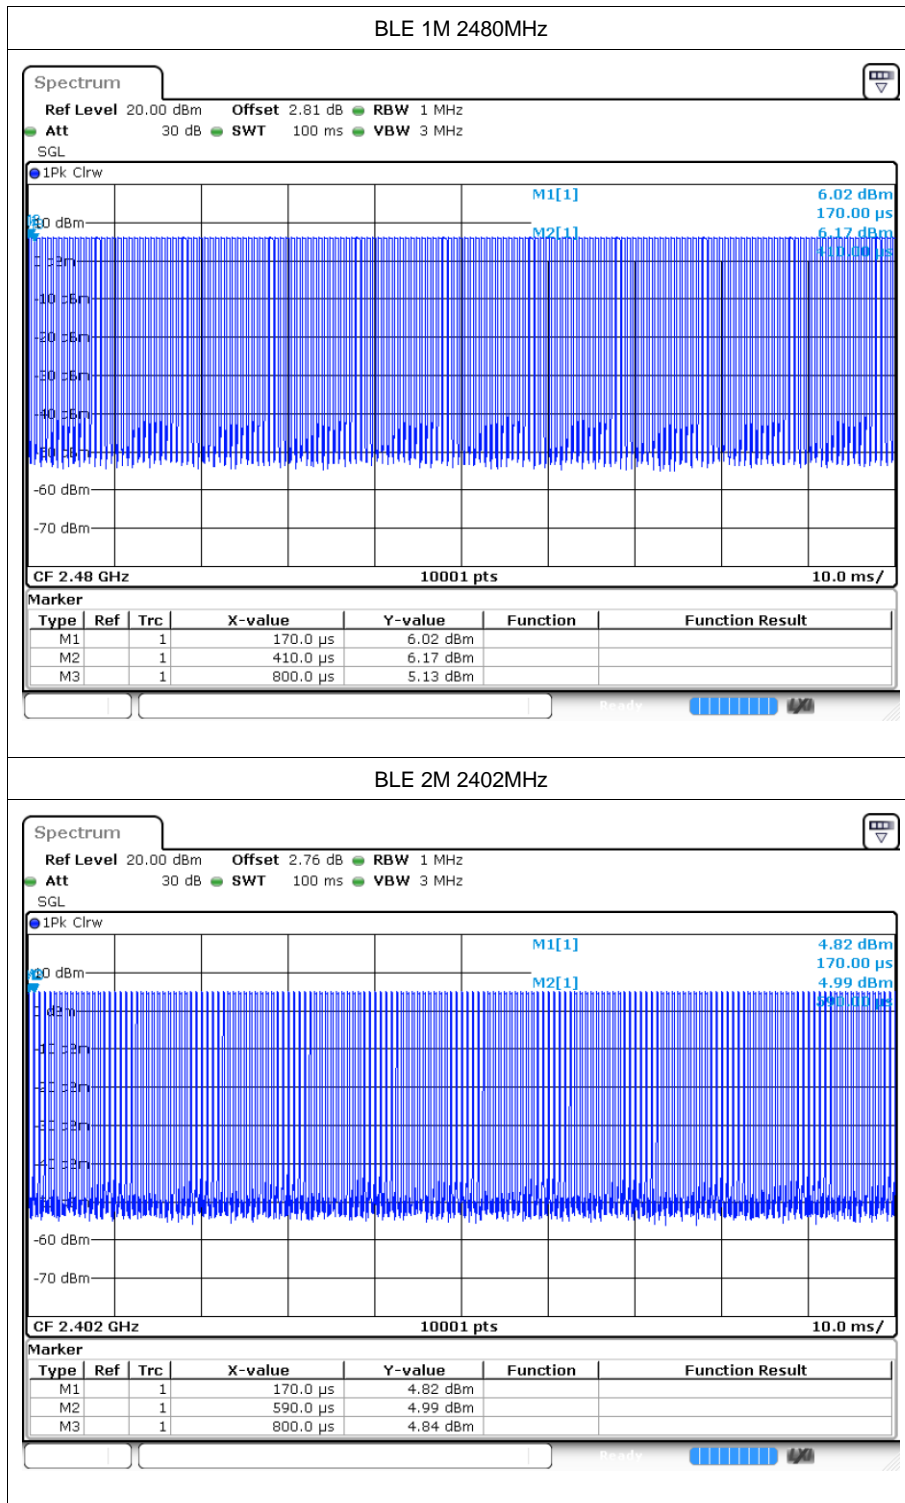 BLE 1M 2480MHz
Spectrum
Ref Level 20.00 dBm Offset 2.81 dB RBW 1 MHz
Att 30 dB SWT 100 ms VBW 3 MHz
SGL
1Pk Clrw
M1[1] 6.02 dBm
170.00 µs
M2[1] 6.17 dBm
-60 dBm
-70 dBm
CF 2.48 GHz 10001 pts 10.0 ms/
Marker
Type Ref Trc X-value Y-value Function Function Result
M1 1 170.0 µs 6.02 dBm
M2 1 410.0 µs 6.17 dBm
M3 1 800.0 µs 5.13 dBm
Ready
BLE 2M 2402MHz
Spectrum
Ref Level 20.00 dBm Offset 2.76 dB RBW 1 MHz
Att 30 dB SWT 100 ms VBW 3 MHz
SGL
1Pk Clrw
M1[1] 4.82 dBm
170.00 µs
M2[1] 4.99 dBm
-60 dBm
-70 dBm
CF 2.402 GHz 10001 pts 10.0 ms/
Marker
Type Ref Trc X-value Y-value Function Function Result
M1 1 170.0 µs 4.82 dBm
M2 1 590.0 µs 4.99 dBm
M3 1 800.0 µs 4.84 dBm
Ready